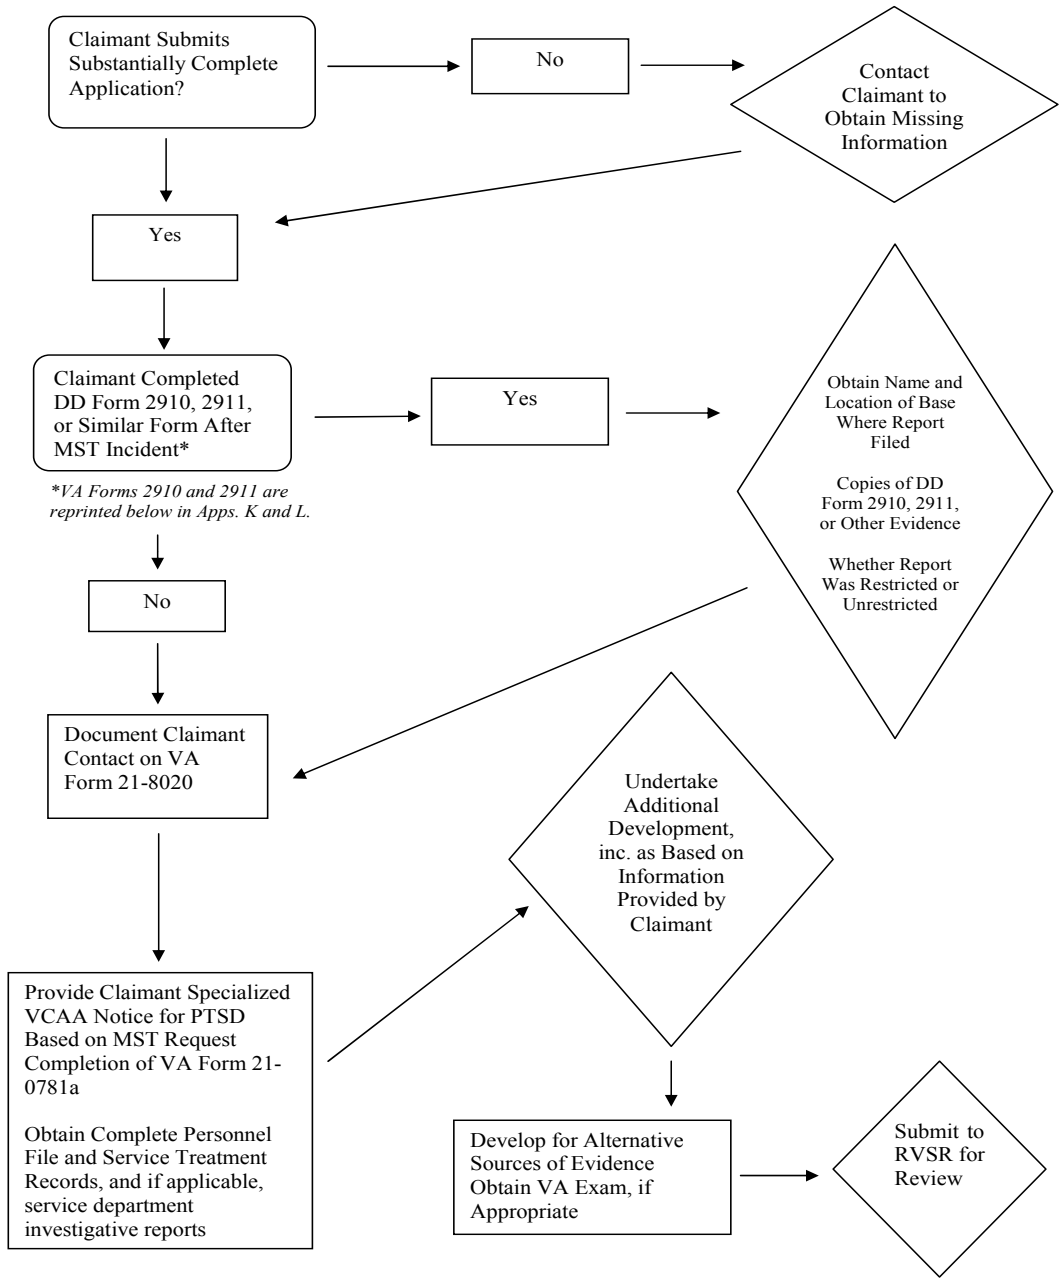 Claimant Submits
Substantially Complete
Application?
No
Contact
Claimant to
Obtain Missing
Information
Yes
Claimant Completed
DD Form 2910, 2911,
or Similar Form After
MST Incident*
Yes
Obtain Name and
Location of Base
Where Report
Filed
Copies of DD
Form 2910, 2911,
or Other Evidence
Whether Report
Was Restricted or
Unrestricted
*VA Forms 2910 and 2911 are
reprinted below in Apps. K and L.
No
Document Claimant
Contact on VA
Form 21-8020
Undertake
Additional
Development,
inc. as Based on
Information
Provided by
Claimant
Provide Claimant Specialized
VCAA Notice for PTSD
Based on MST Request
Completion of VA Form 21-
0781a
Obtain Complete Personnel
File and Service Treatment
Records, and if applicable,
service department
investigative reports
Develop for Alternative
Sources of Evidence
Obtain VA Exam, if
Appropriate
Submit to
RVSR for
Review